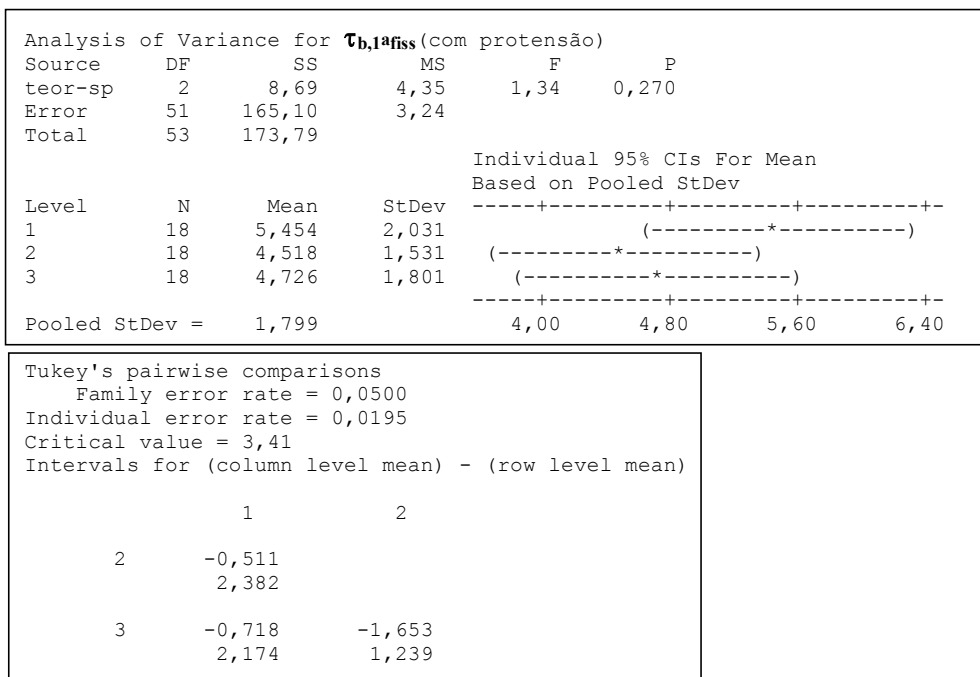 Analysis of Variance for τb,1ªfiss(com protensão)
Source DF SS MS F P
teor-sp 2 8,69 4,35 1,34 0,270
Error 51 165,10 3,24
Total 53 173,79
Individual 95% CIs For Mean
Based on Pooled StDev
Level N Mean StDev -----+---------+---------+---------+-
1 18 5,454 2,031 (---------*----------)
2 18 4,518 1,531 (---------*----------)
3 18 4,726 1,801 (----------*----------)
-----+---------+---------+---------+-
Pooled StDev = 1,799 4,00 4,80 5,60 6,40
Tukey's pairwise comparisons
Family error rate = 0,0500
Individual error rate = 0,0195
Critical value = 3,41
Intervals for (column level mean) - (row level mean)
1 2
2 -0,511
2,382
3 -0,718 -1,653
2,174 1,239